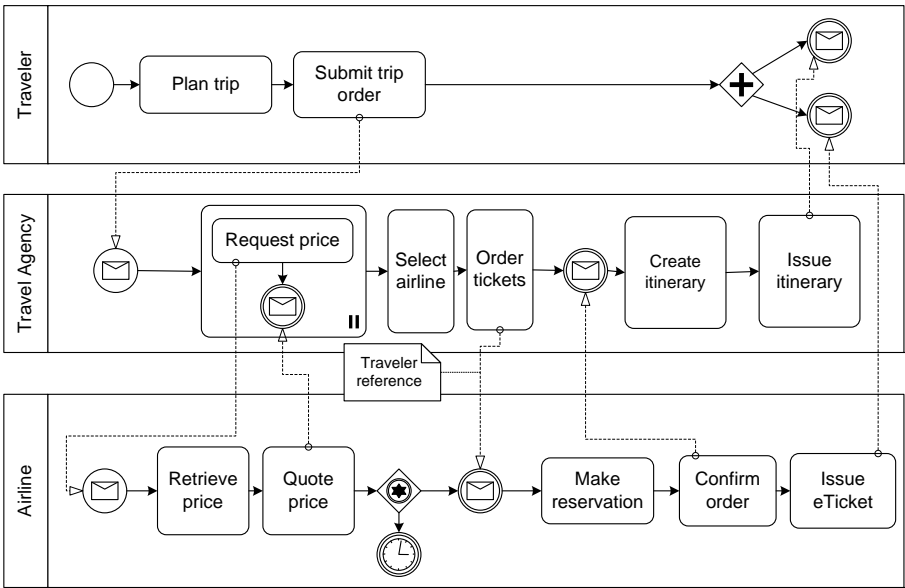 Traveler
Plan trip
Submit trip
order
Travel Agency
Request price
Select
airline
Order
tickets
Create
itinerary
Issue
itinerary
Traveler
reference
Airline
Retrieve
price
Quote
price
Make
reservation
Confirm
order
Issue
eTicket